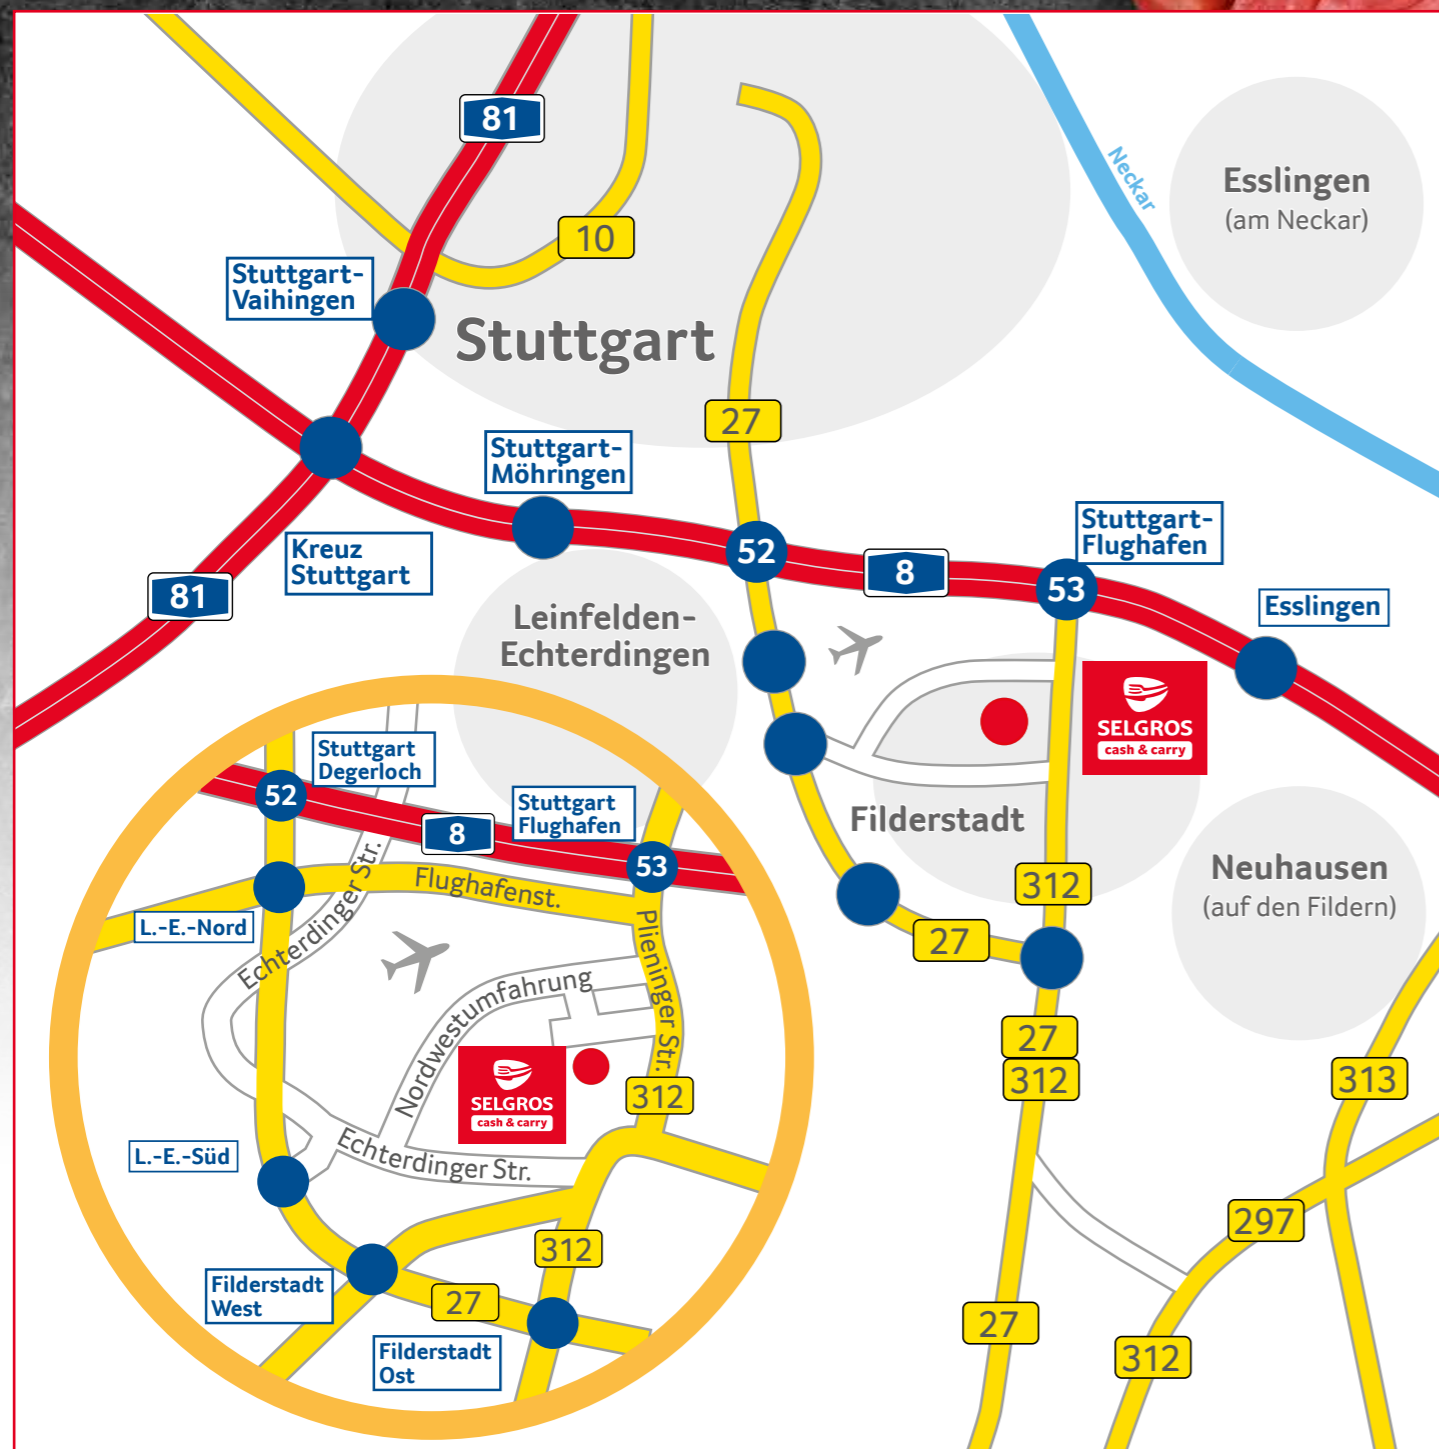 81
Neckar
Esslingen
(am Neckar)
10
Stuttgart-
Vaihingen
Stuttgart
27
Stuttgart-
Möhringen
Stuttgart-
Flughafen
Kreuz
Stuttgart
52
8
53
81
Esslingen
Leinfelden-
Echterdingen
SELGROS
cash & carry
Filderstadt
Neuhausen
(auf den Fildern)
312
27
27
312
313
297
27
312
Stuttgart
Degerloch
52
Stuttgart
Flughafen
8
53
Echterdinger Str.
Flughafenst.
L.-E.-Nord
Plieninger Str.
Nordwestumfahrung
SELGROS
cash & carry
312
L.-E.-Süd
Echterdinger Str.
312
Filderstadt
West
27
Filderstadt
Ost